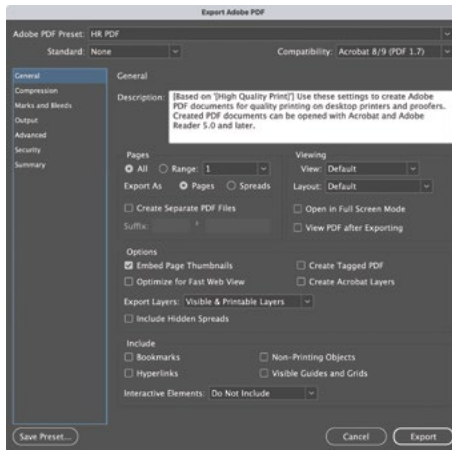 Export Adobe PDF
Adobe PDF Preset: HR PDF
Standard: None Compatibility: Acrobat 8/9 (PDF 1.7)
General
Compression
Marks and Bleeds
Output
Advanced
Security
Summary
General
Description: [Based on '[High Quality Print]'] Use these settings to create Adobe
PDF documents for quality printing on desktop printers and proofers.
Created PDF documents can be opened with Acrobat and Adobe
Reader 5.0 and later.
Pages
All Range: 1
Export As Pages Spreads
Create Separate PDF Files
Suffix: ^
Viewing
View: Default
Layout: Default
Open in Full Screen Mode
View PDF after Exporting
Options
Embed Page Thumbnails Create Tagged PDF
Optimize for Fast Web View Create Acrobat Layers
Export Layers: Visible & Printable Layers
Include Hidden Spreads
Include
Bookmarks Non-Printing Objects
Hyperlinks Visible Guides and Grids
Interactive Elements: Do Not Include
Save Preset... Cancel Export